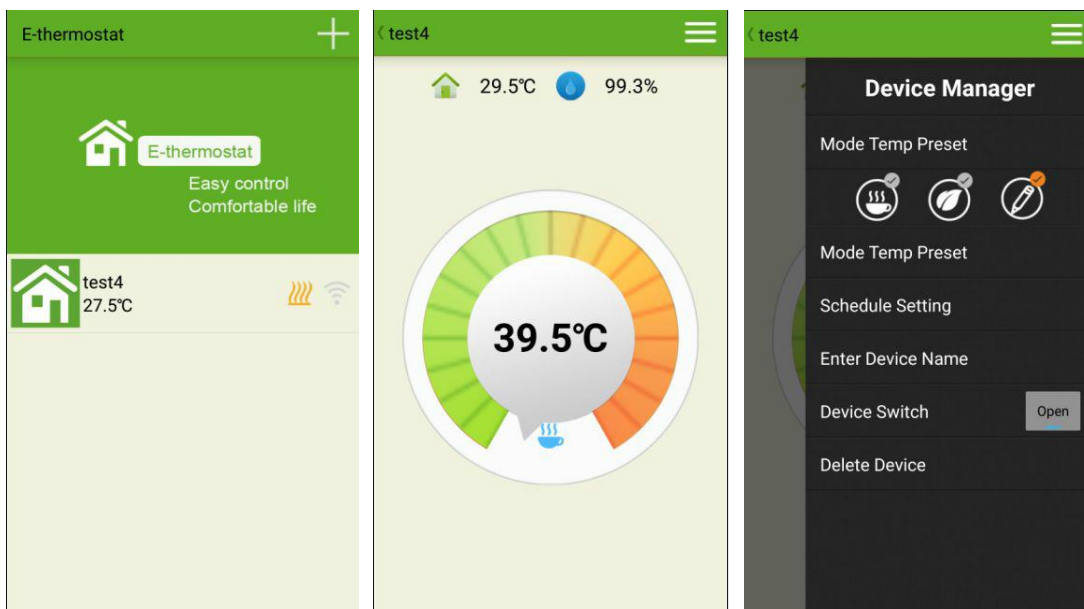 E-thermostat
E-thermostat
Easy control
Comfortable life
test4
27.5℃
test4
29.5℃ 99.3%
39.5℃
test4
Device Manager
Mode Temp Preset
Mode Temp Preset
Schedule Setting
Enter Device Name
Device Switch Open
Delete Device